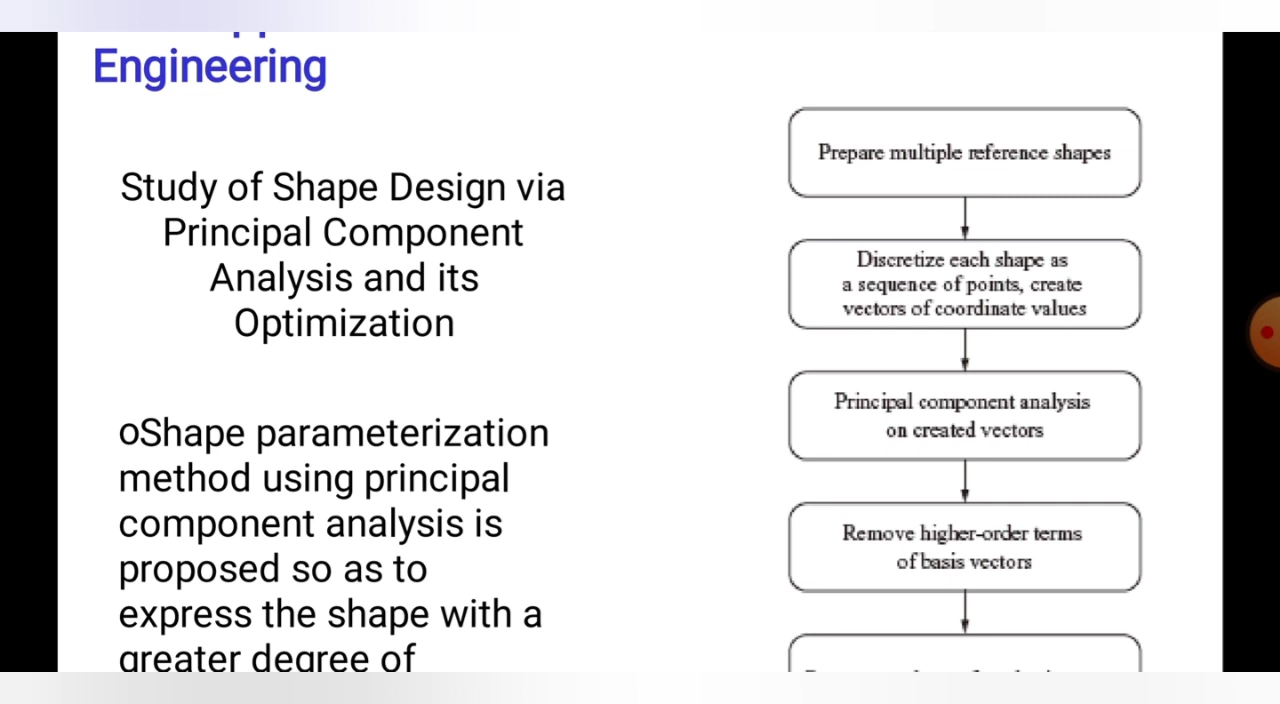 Engineering
Study of Shape Design via
Principal Component
Analysis and its
Optimization
oShape parameterization
method using principal
component analysis is
proposed so as to
express the shape with a
greater degree of
Prepare multiple reference shapes
Discretize each shape as
a sequence of points, create
vectors of coordinate values
Principal component analysis
on created vectors
Remove higher-order terms
of basis vectors